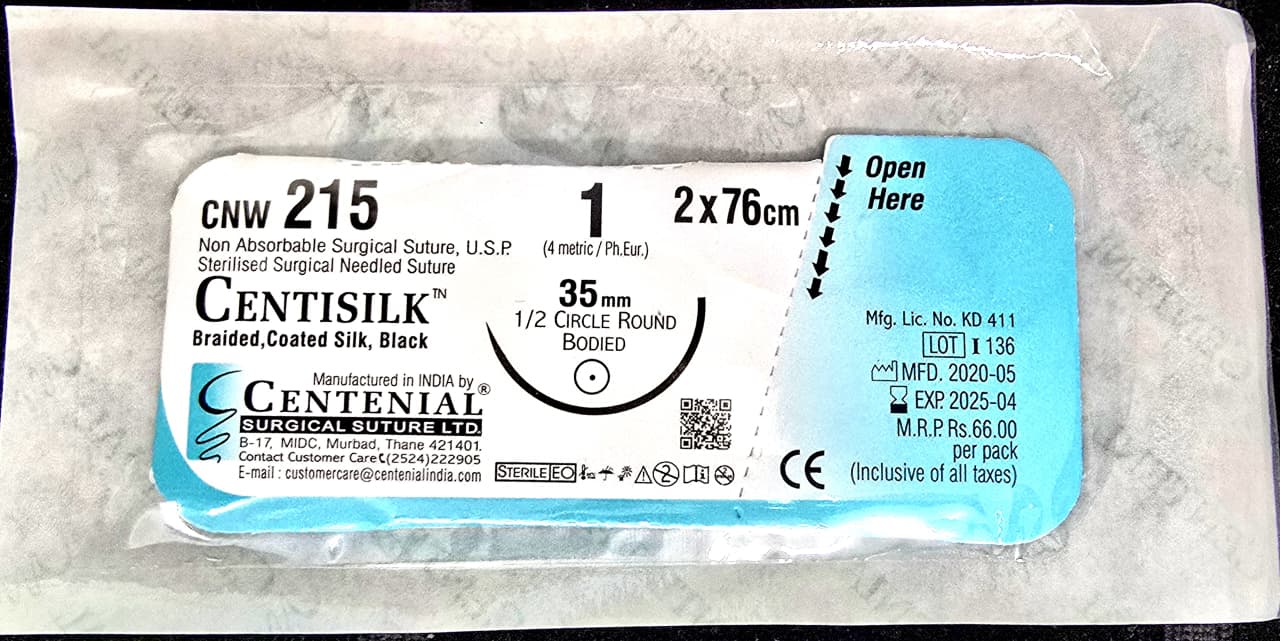 CNW 215
1
2x76cm
Non Absorbable Surgical Suture, U.S.P.
(4 metric / Ph.Eur.)
Sterilised Surgical Needled Suture
CENTISILK™
Braided,Coated Silk, Black
35mm
1/2 CIRCLE ROUND
BODIED
Manufactured in INDIA by
CENTENIAL®
SURGICAL SUTURE LTD.
B-17, MIDC, Murbad, Thane 421401.
Contact Customer Care (2524)222905
E-mail : customercare@centenialindia.com
STERILE EO
2
Open
Here
Mfg. Lic. No. KD 411
LOT I 136
MFD. 2020-05
EXP. 2025-04
M.R.P. Rs.66.00
per pack
(Inclusive of all taxes)
CE